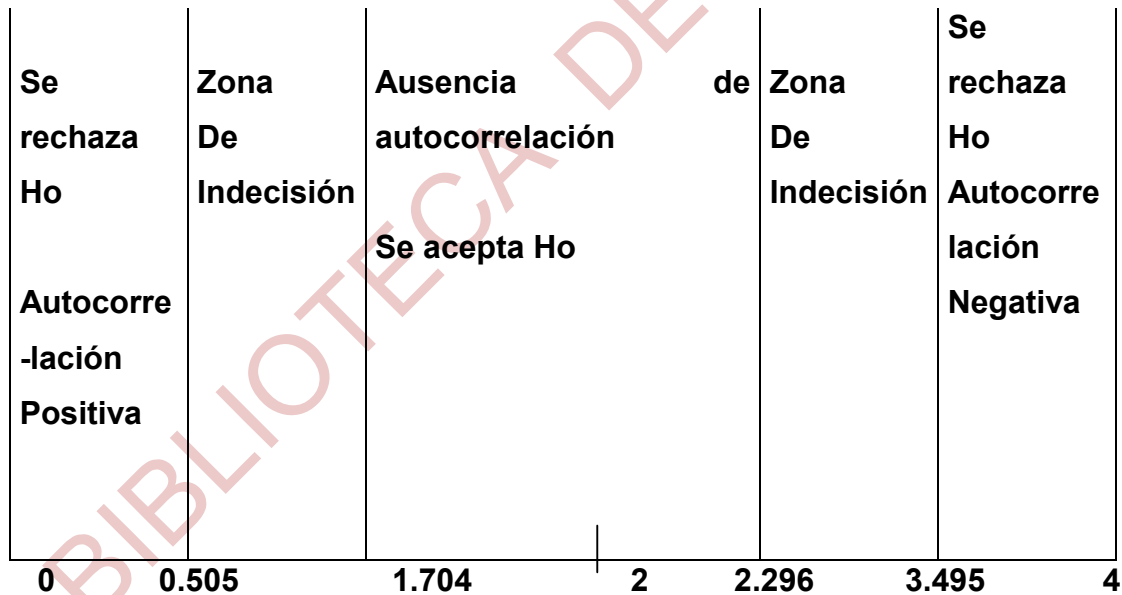 Se
rechaza
Ho
Autocorre
-lación
Positiva
Zona
De
Indecisión
Ausencia de
autocorrelación
Se acepta Ho
Zona
De
Indecisión
Se
rechaza
Ho
Autocorre
lación
Negativa
0 0.505 1.704 2 2.296 3.495 4
BIBLIOTECA DE